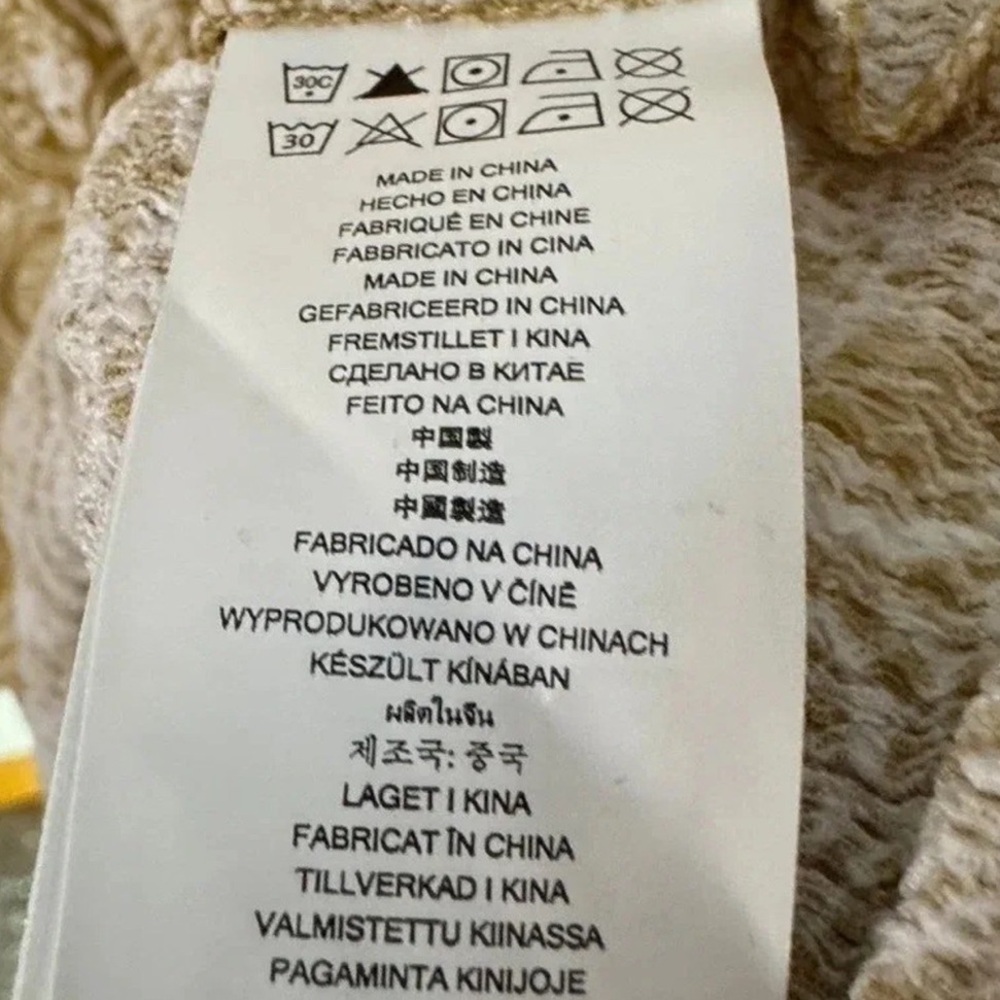 30C
30
MADE IN CHINA
HECHO EN CHINA
FABRIQUÉ EN CHINE
FABBRICATO IN CINA
MADE IN CHINA
GEFABRICEERD IN CHINA
FREMSTILLET I KINA
СДЕЛАНО В КИТАЕ
FEITO NA CHINA
中国製
中国制造
中國製造
FABRICADO NA CHINA
VYROBENO V ČÍNĚ
WYPRODUKOWANO W CHINACH
KÉSZÜLT KÍNÁBAN
ผลิตในจีน
제조국: 중국
LAGET I KINA
FABRICAT ÎN CHINA
TILLVERKAD I KINA
VALMISTETTU KIINASSA
PAGAMINTA KINIJOJE